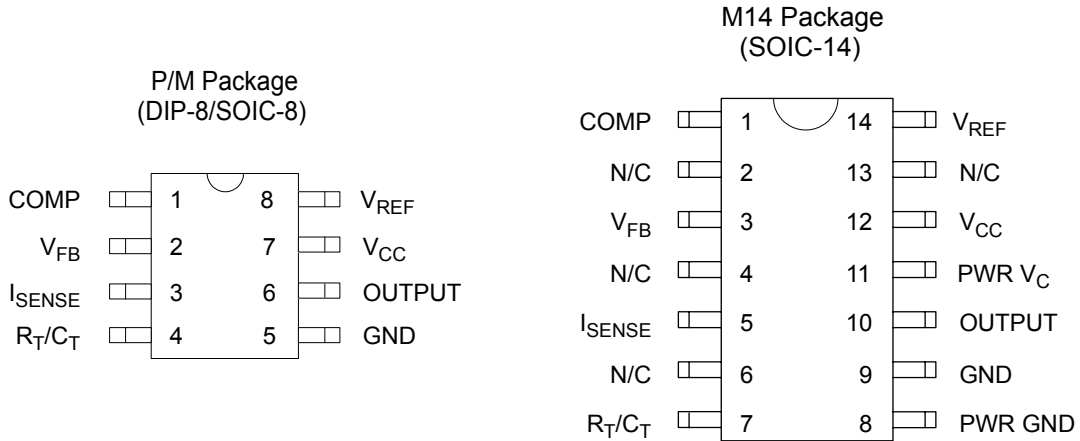 P/M Package
(DIP-8/SOIC-8)
COMP 1 8 VREF
VFB 2 7 VCC
ISENSE 3 6 OUTPUT
RT/CT 4 5 GND
M14 Package
(SOIC-14)
COMP 1 14 VREF
N/C 2 13 N/C
VFB 3 12 VCC
N/C 4 11 PWR VC
ISENSE 5 10 OUTPUT
N/C 6 9 GND
RT/CT 7 8 PWR GND